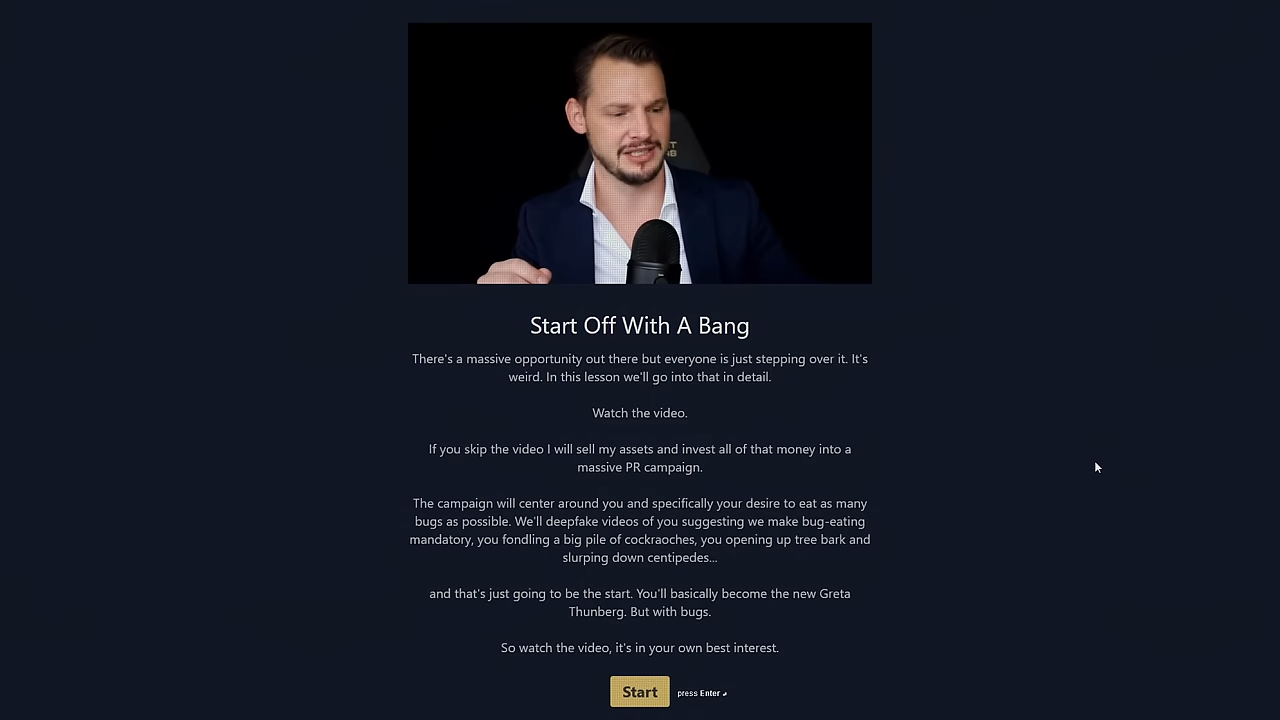 Start Off With A Bang
There's a massive opportunity out there but everyone is just stepping over it. It's
weird. In this lesson we'll go into that in detail.
Watch the video.
If you skip the video I will sell my assets and invest all of that money into a
massive PR campaign.
The campaign will center around you and specifically your desire to eat as many
bugs as possible. We'll deepfake videos of you suggesting we make bug-eating
mandatory, you fondling a big pile of cockraoches, you opening up tree bark and
slurping down centipedes...
and that's just going to be the start. You'll basically become the new Greta
Thunberg. But with bugs.
So watch the video, it's in your own best interest.
Start
press Enter ↵